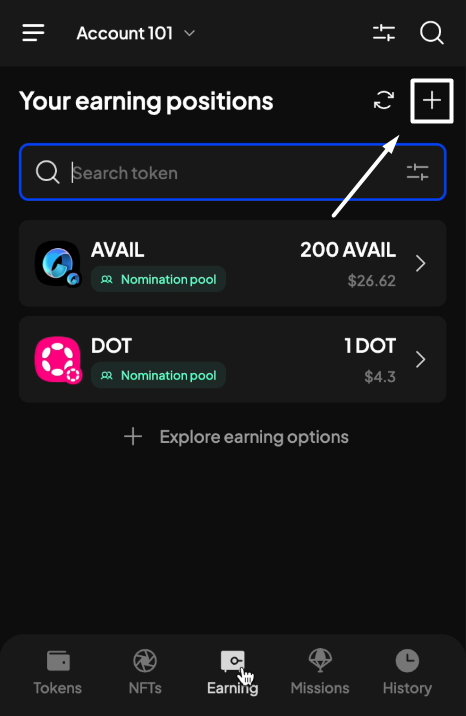 Account 101
Your earning positions
Search token
AVAIL 200 AVAIL
Nomination pool $26.62
DOT 1 DOT
Nomination pool $4.3
Explore earning options
Tokens NFTs Earning Missions History